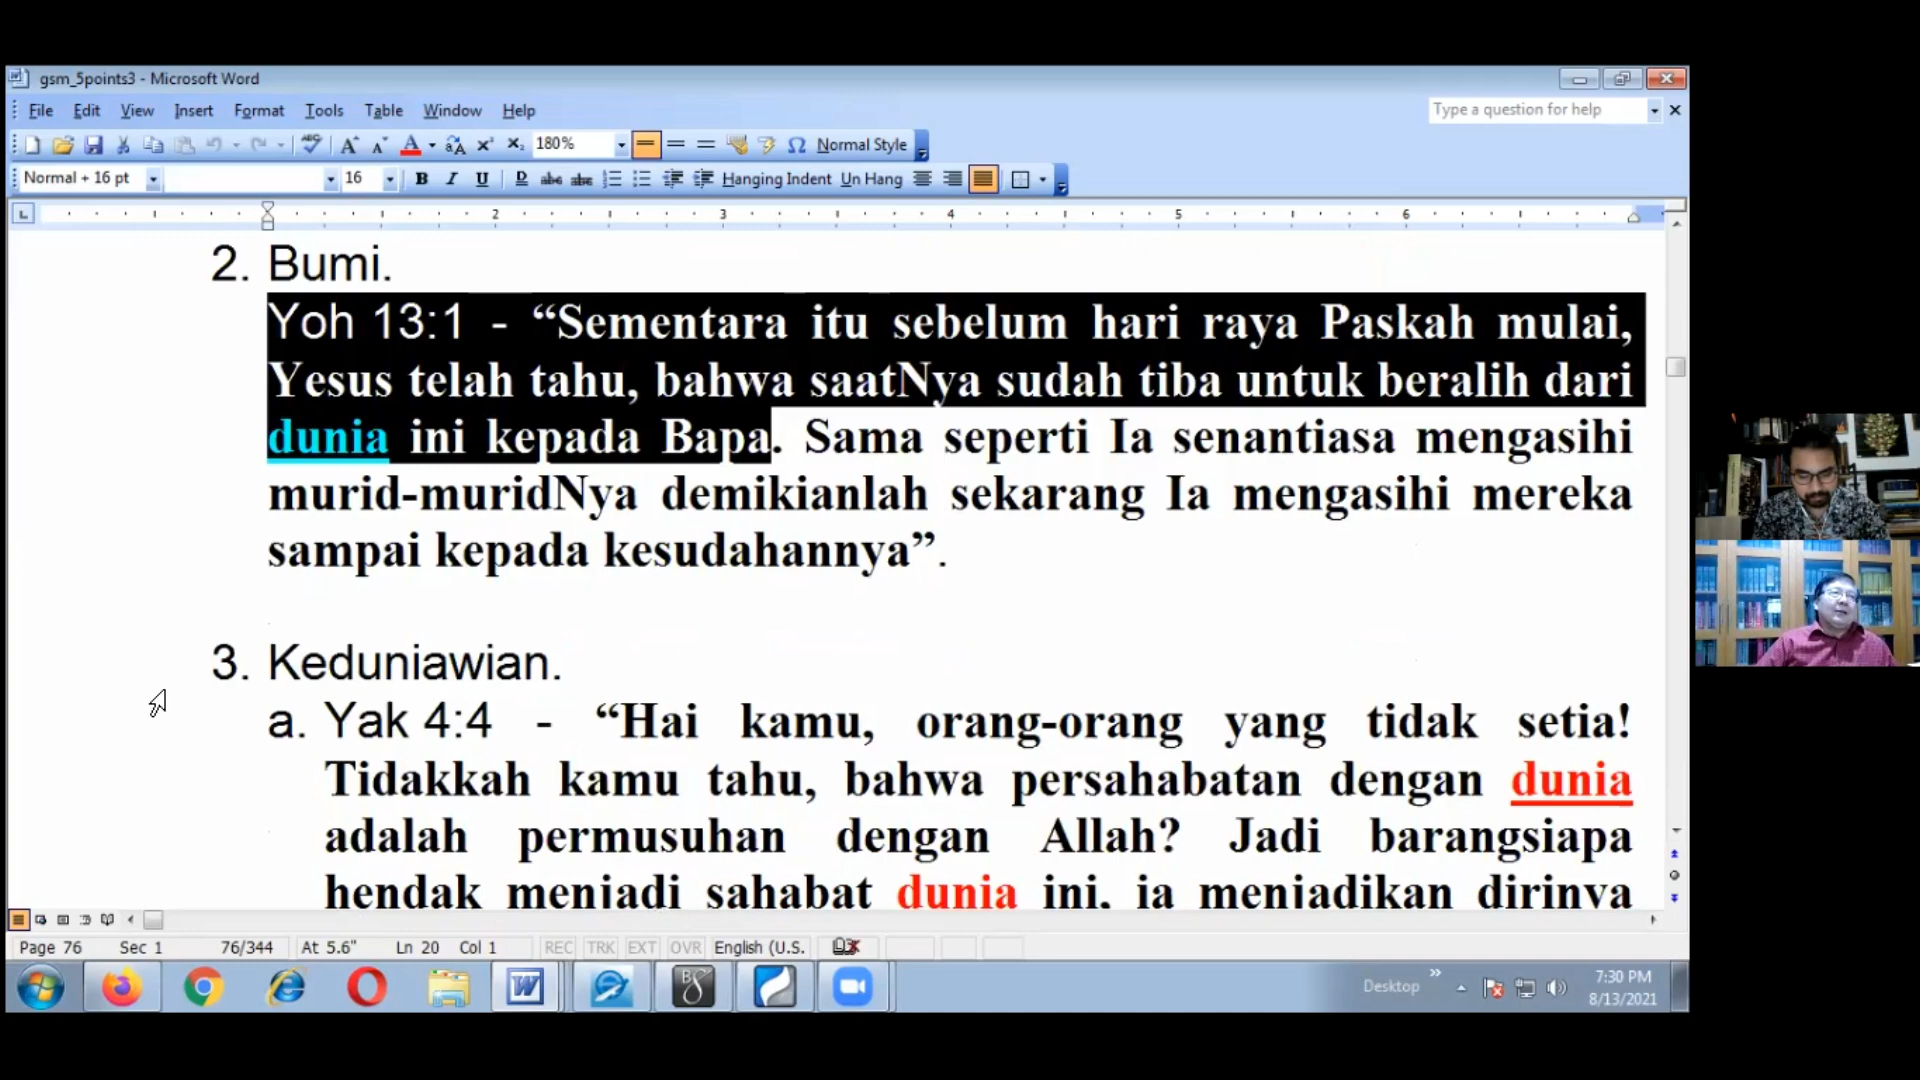 gsm_5points3 - Microsoft Word
File Edit View Insert Format Tools Table Window Help
Type a question for help
180%
Normal Style
Normal + 16 pt
16
B I U
Hanging Indent Un Hang
2 3 4 5 6
2. Bumi.
Yoh 13:1 - “Sementara itu sebelum hari raya Paskah mulai,
Yesus telah tahu, bahwa saatNya sudah tiba untuk beralih dari
dunia ini kepada Bapa. Sama seperti Ia senantiasa mengasihi
murid-muridNya demikianlah sekarang Ia mengasihi mereka
sampai kepada kesudahannya”.
3. Keduniawian.
a. Yak 4:4 - “Hai kamu, orang-orang yang tidak setia!
Tidakkah kamu tahu, bahwa persahabatan dengan dunia
adalah permusuhan dengan Allah? Jadi barangsiapa
hendak menjadi sahabat dunia ini, ia menjadikan dirinya
Page 76 Sec 1 76/344 At 5.6" Ln 20 Col 1 REC TRK EXT OVR English (U.S.
Desktop
7:30 PM
8/13/2021